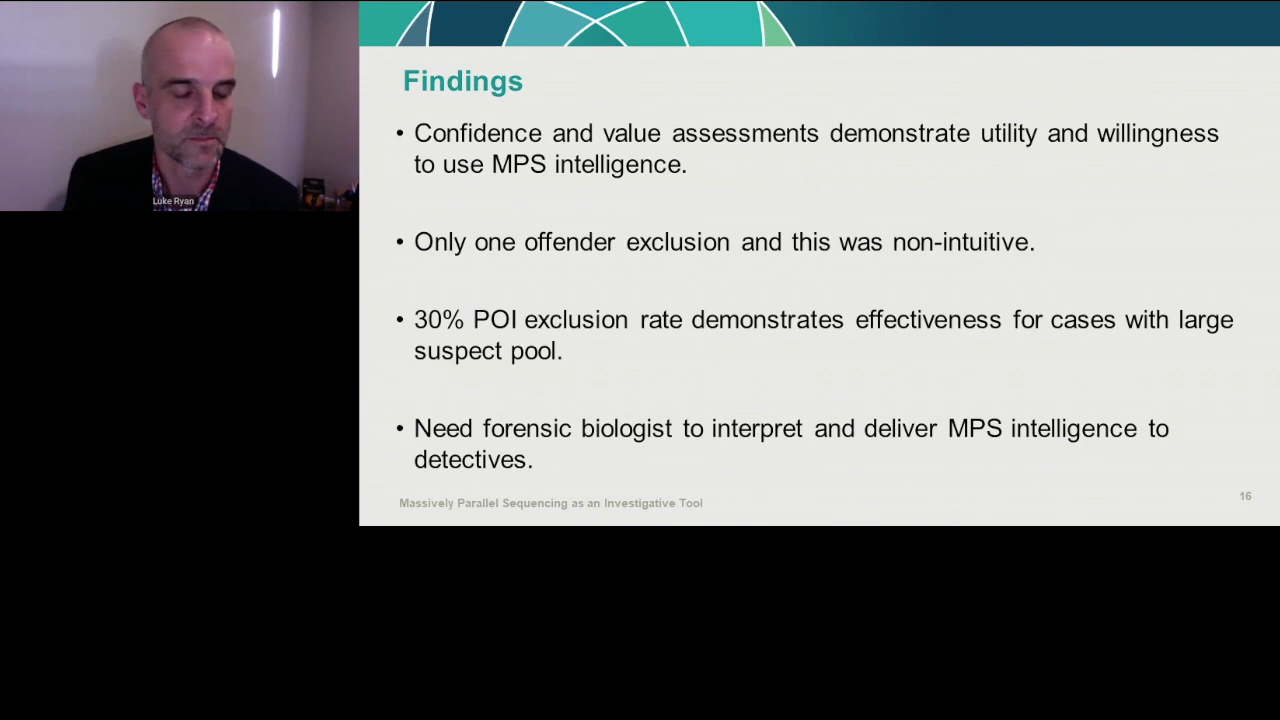 Luke Ryan
Findings
• Confidence and value assessments demonstrate utility and willingness
to use MPS intelligence.
• Only one offender exclusion and this was non-intuitive.
• 30% POI exclusion rate demonstrates effectiveness for cases with large
suspect pool.
• Need forensic biologist to interpret and deliver MPS intelligence to
detectives.
Massively Parallel Sequencing as an Investigative Tool
16